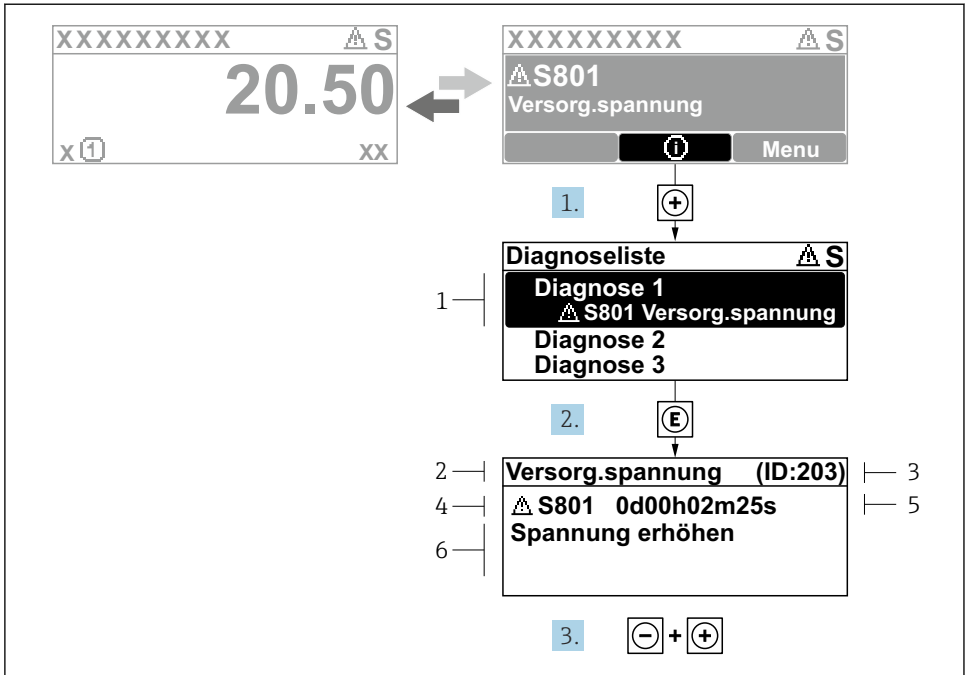 XXXXXXXXX ⚠ S
20.50
x ① xx
XXXXXXXXX ⚠ S
⚠ S801
Versorg.spannung
ⓘ Menu
1. +
Diagnoseliste ⚠ S
1 Diagnose 1
⚠ S801 Versorg.spannung
Diagnose 2
Diagnose 3
2. E
2 Versorg.spannung (ID:203) 3
4 ⚠ S801 0d00h02m25s 5
6 Spannung erhöhen
3. − + +